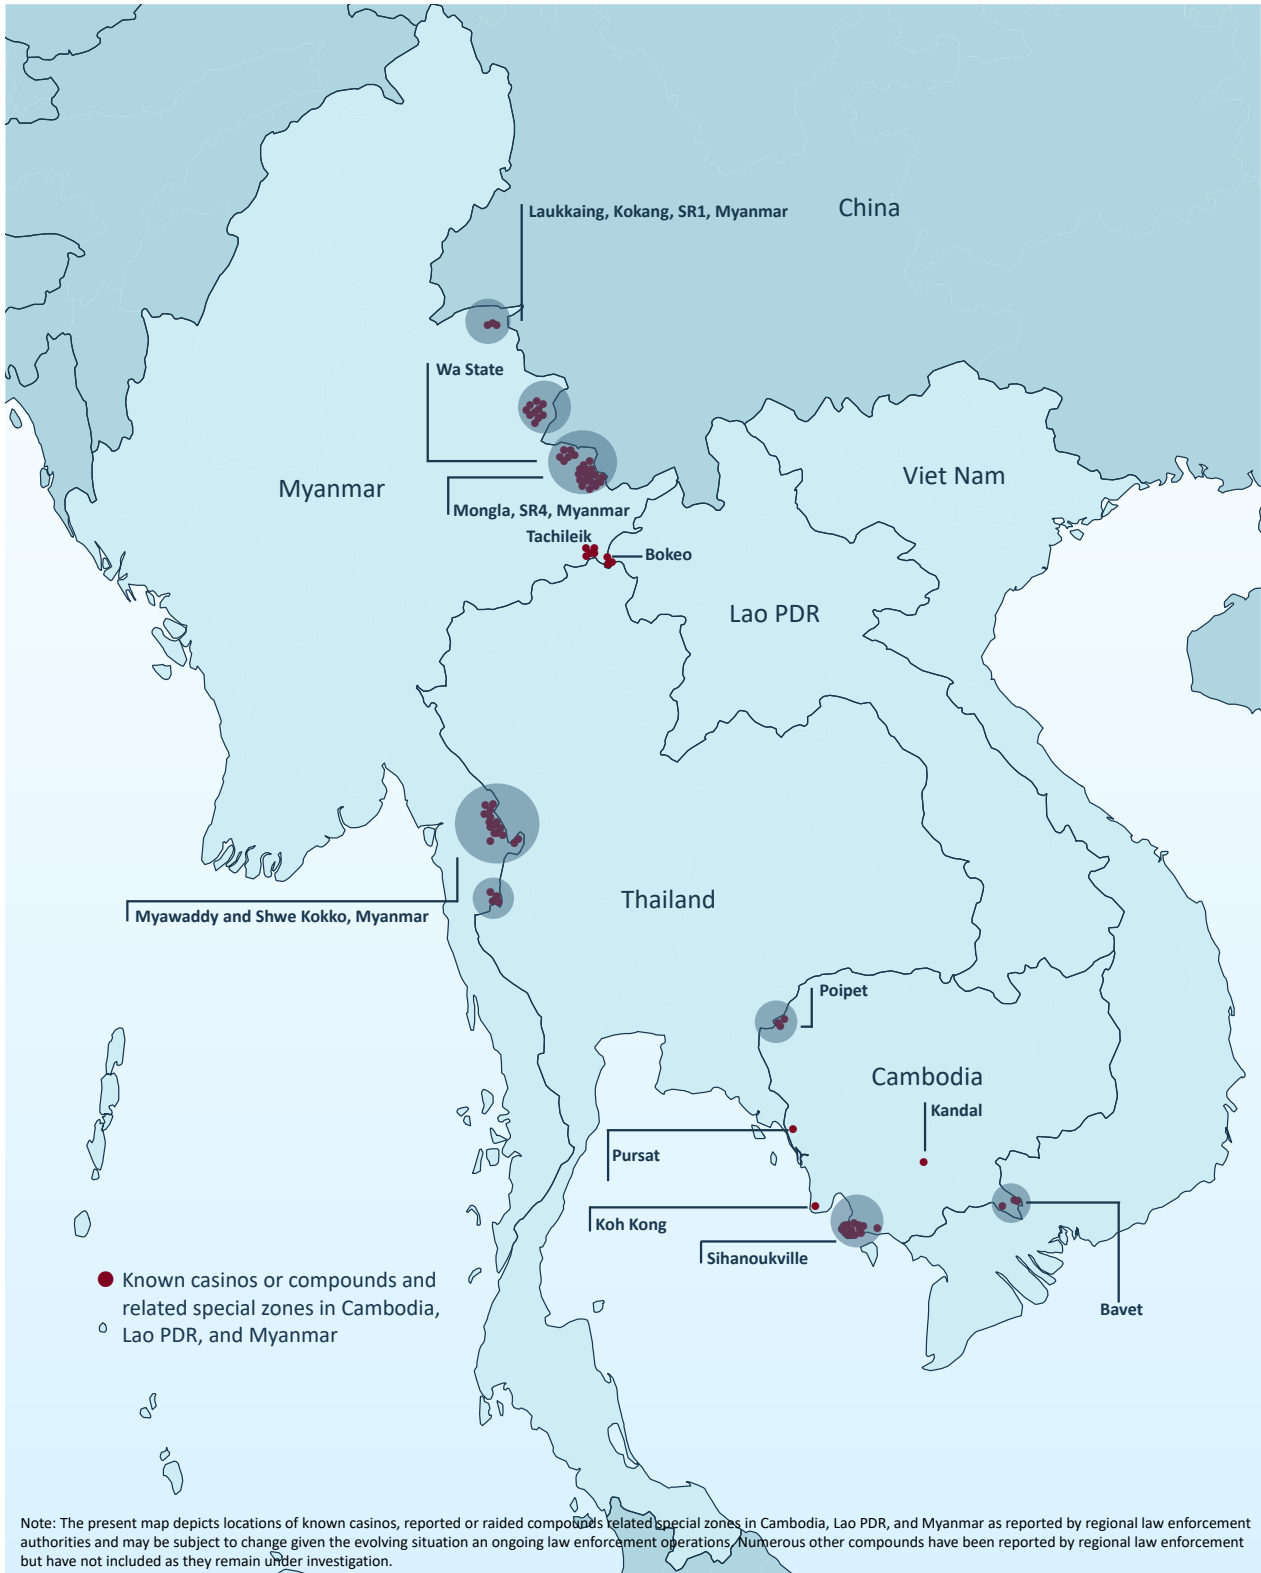 Laukkaing, Kokang, SR1, Myanmar
China
Wa State
Viet Nam
Myanmar
Mongla, SR4, Myanmar
Tachileik
Bokeo
Lao PDR
Thailand
Myawaddy and Shwe Kokko, Myanmar
Poipet
Cambodia
Kandal
Pursat
Koh Kong
Sihanoukville
Bavet
Known casinos or compounds and
related special zones in Cambodia,
Lao PDR, and Myanmar
Note: The present map depicts locations of known casinos, reported or raided compounds related special zones in Cambodia, Lao PDR, and Myanmar as reported by regional law enforcement
authorities and may be subject to change given the evolving situation an ongoing law enforcement operations. Numerous other compounds have been reported by regional law enforcement
but have not included as they remain under investigation.